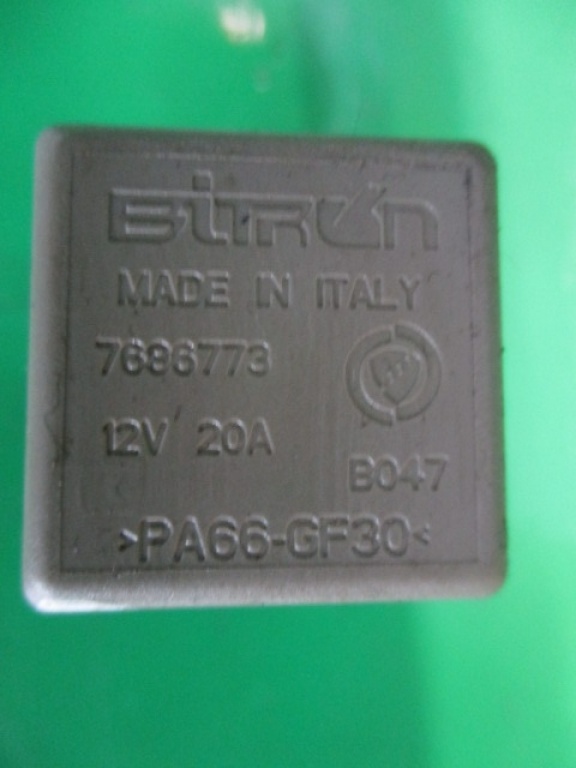 BITRON
MADE IN ITALY
7686773
12V 20A
B047
>PA66-GF30<